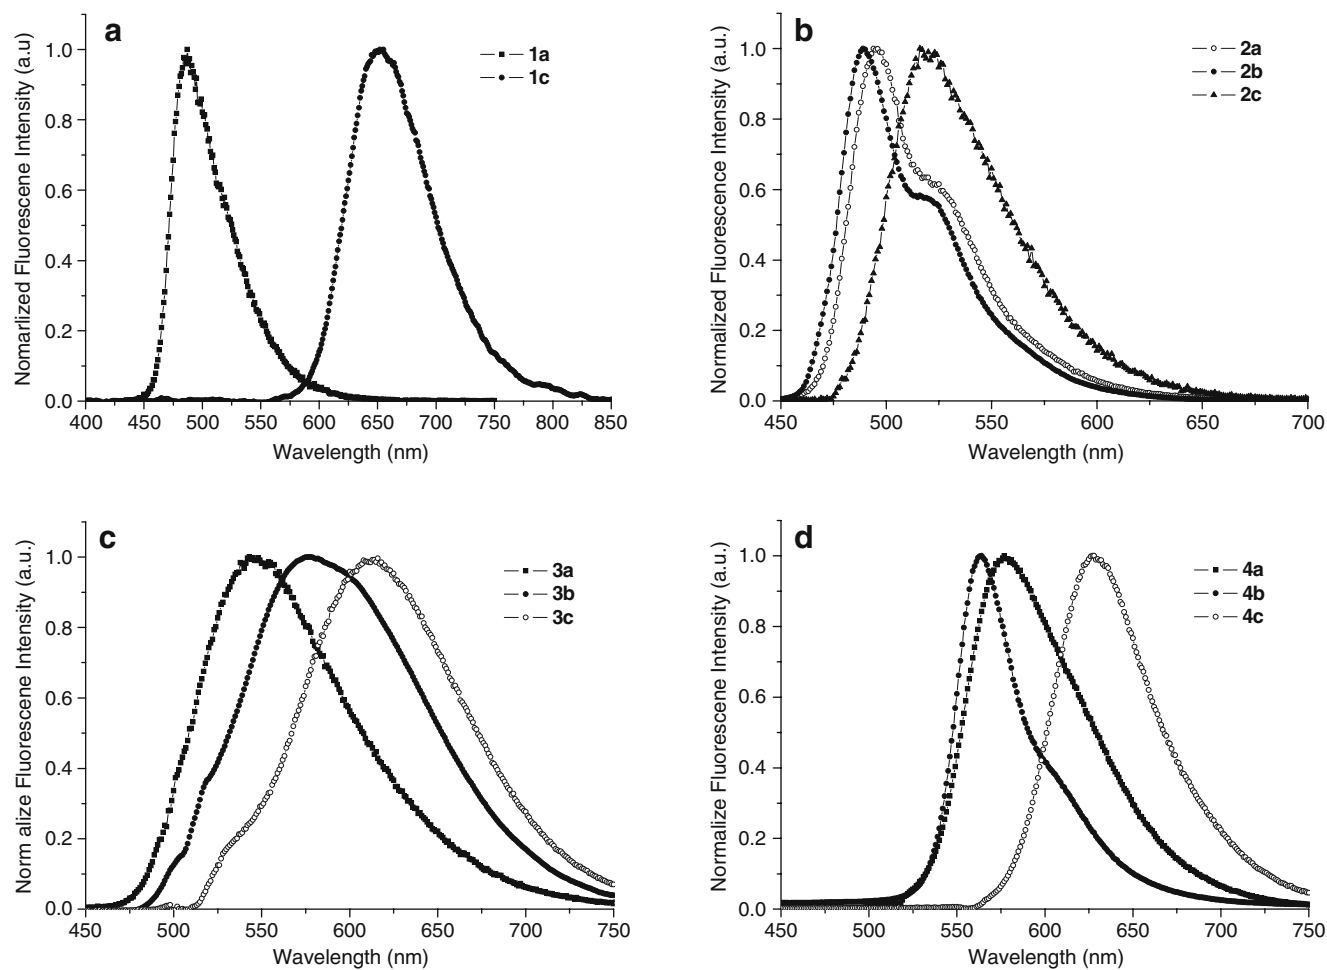 a
Nomarlized Fluorescene Intensity (a.u)
1.0
0.8
0.6
0.4
0.2
0.0
1a
1c
400 450 500 550 600 650 700 750 800 850
Wavelength (nm)
b
Normalized Fluorescence Intensity (a.u.)
1.0
0.8
0.6
0.4
0.2
0.0
2a
2b
2c
450 500 550 600 650 700
Wavelength (nm)
c
Norm alize Fluorescene Intensity (a.u.)
1.0
0.8
0.6
0.4
0.2
0.0
3a
3b
3c
450 500 550 600 650 700 750
Wavelength (nm)
d
Normalize Fluorescene Intensity (a.u.)
1.0
0.8
0.6
0.4
0.2
0.0
4a
4b
4c
450 500 550 600 650 700 750
Wavelength (nm)